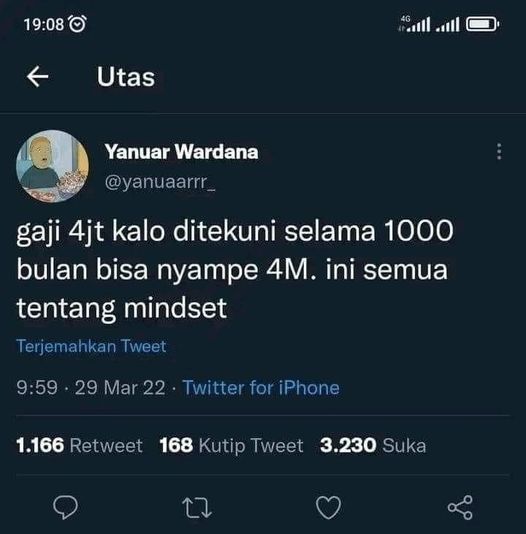 19:08
4G
Utas
Yanuar Wardana
@yanuaarrr_
gaji 4jt kalo ditekuni selama 1000
bulan bisa nyampe 4M. ini semua
tentang mindset
Terjemahkan Tweet
9:59 · 29 Mar 22 · Twitter for iPhone
1.166 Retweet 168 Kutip Tweet 3.230 Suka